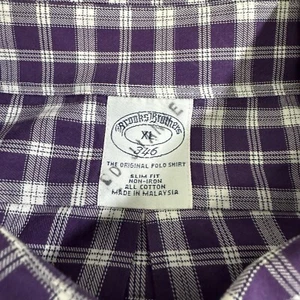 Brooks Brothers
XL
346
THE ORIGINAL POLO SHIRT
SLIM FIT
NON-IRON
ALL COTTON
MADE IN MALAYSIA